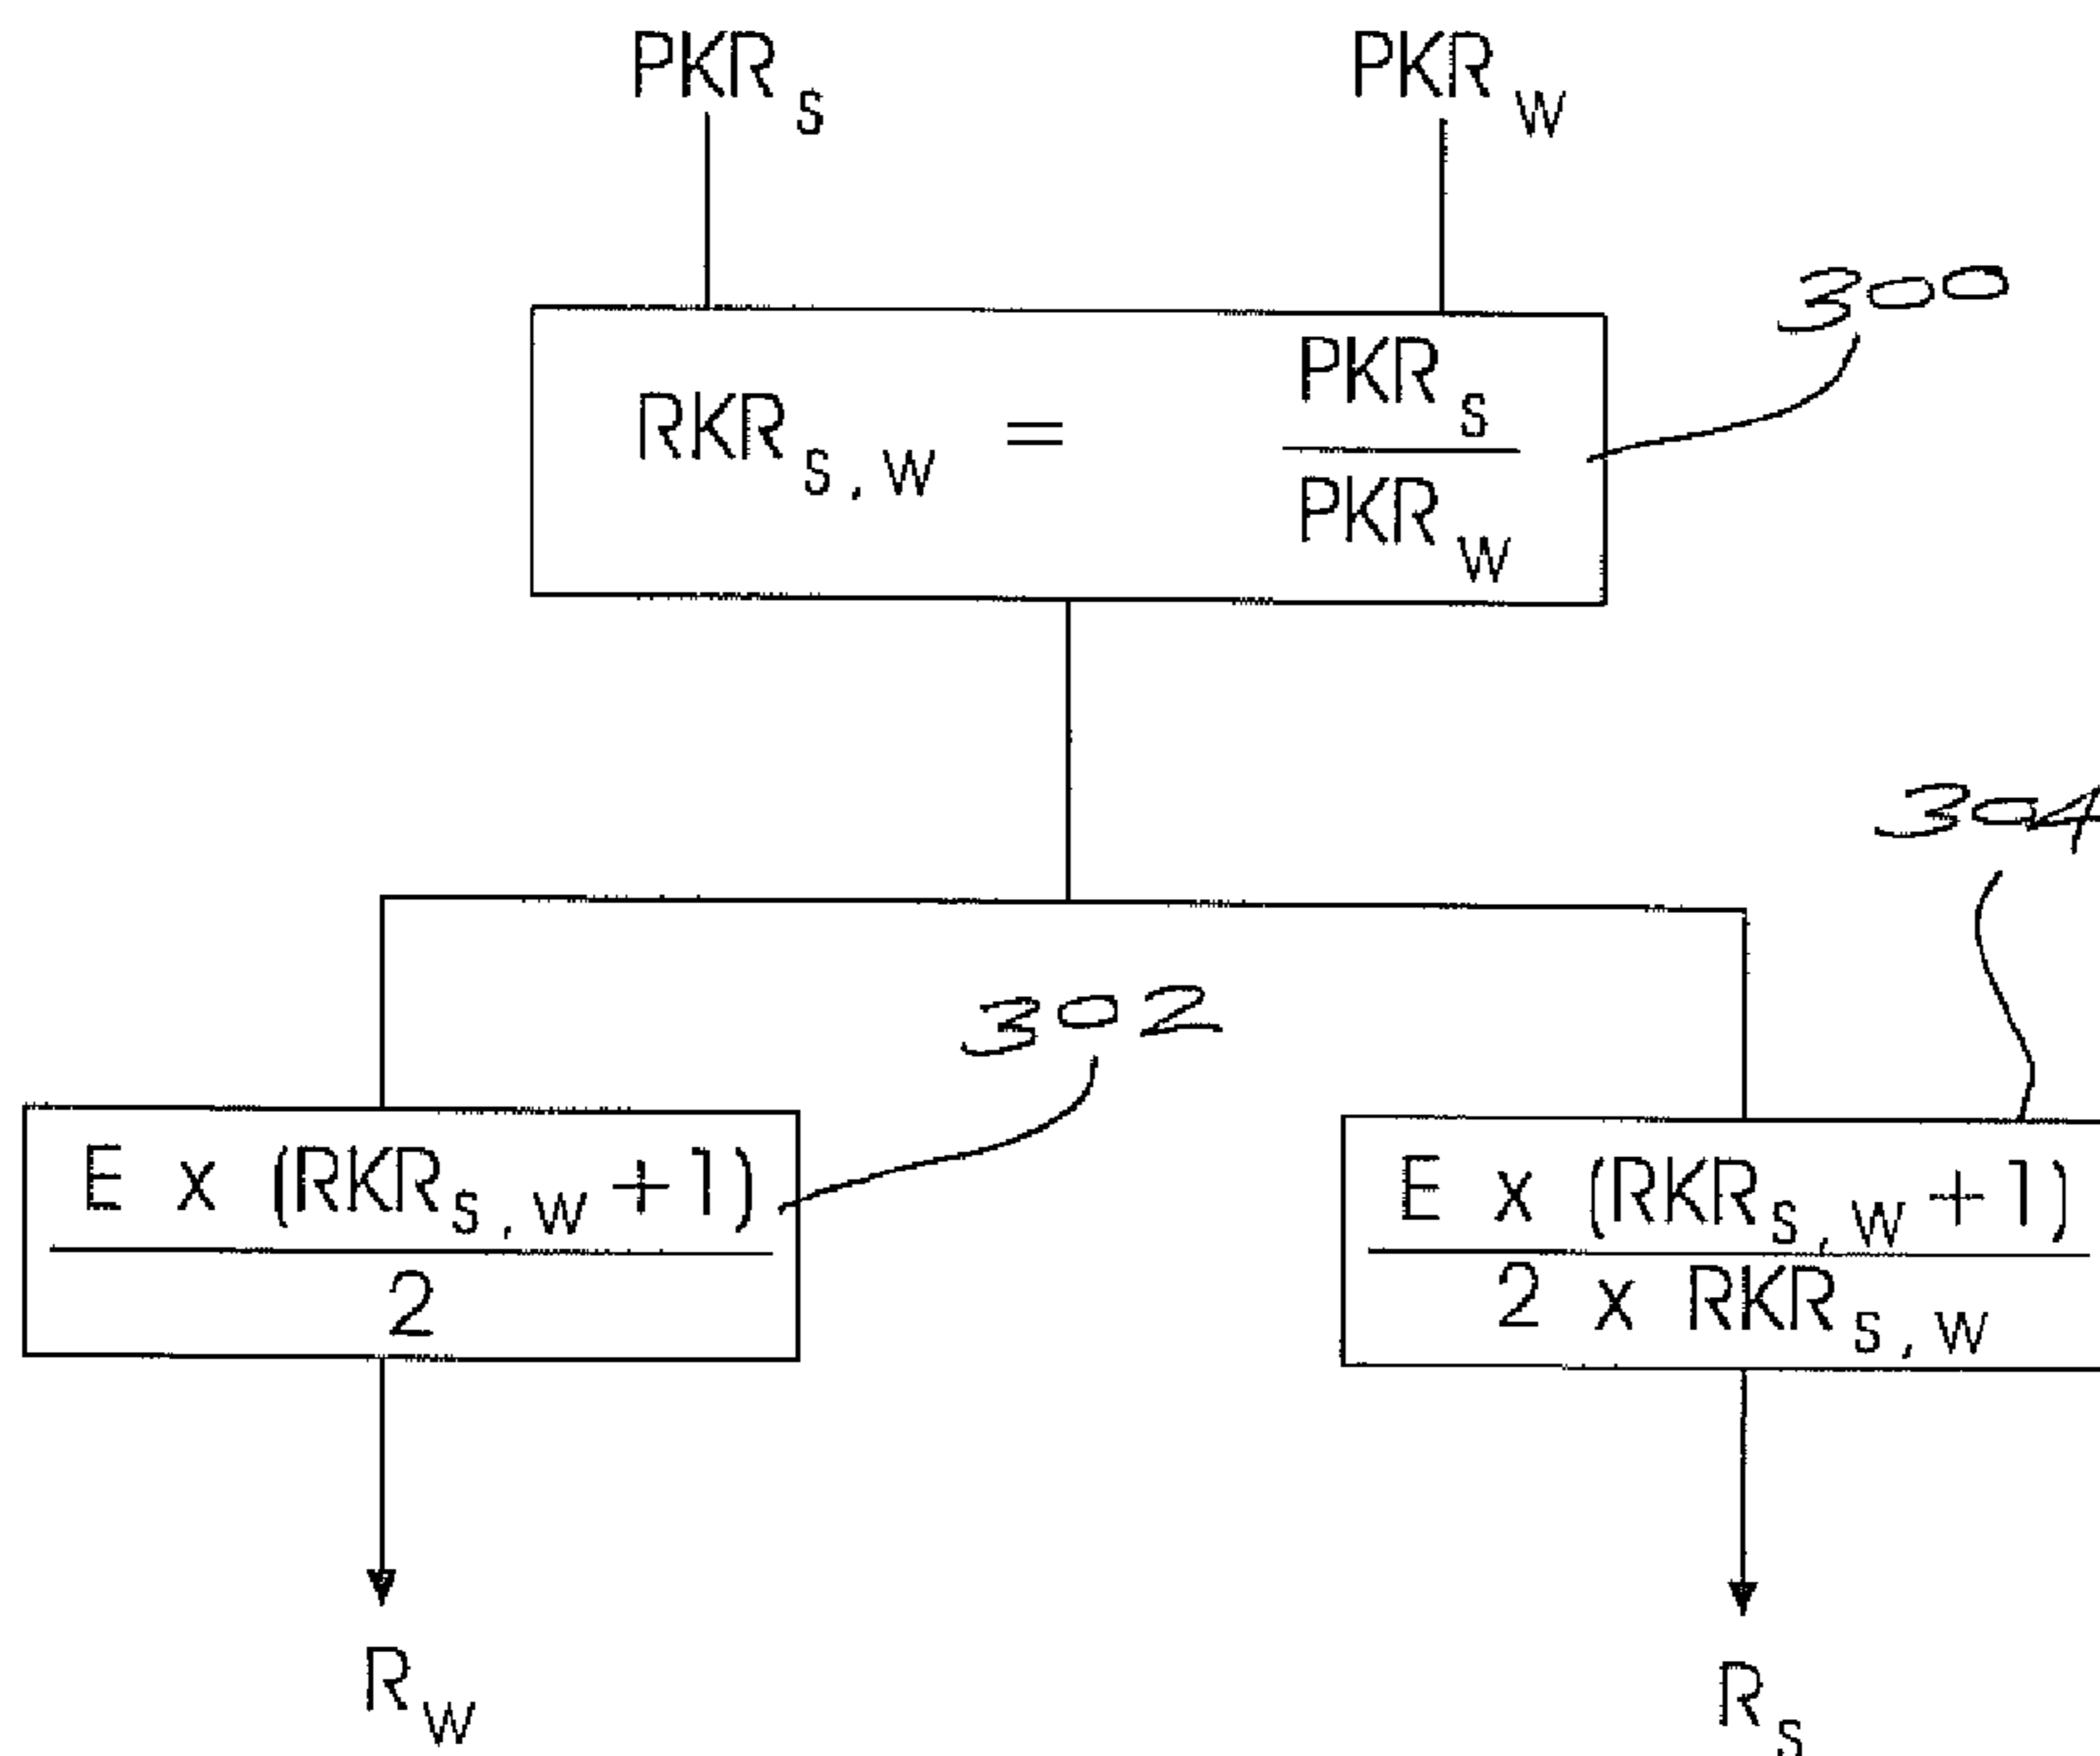 PKR_s PKR_w
300
RKR_s,w = PKR_s / PKR_w
304
302
E x (RKR_s,w + 1) / 2
E x (RKR_s,w + 1) / 2 x RKR_s,w
R_w R_s